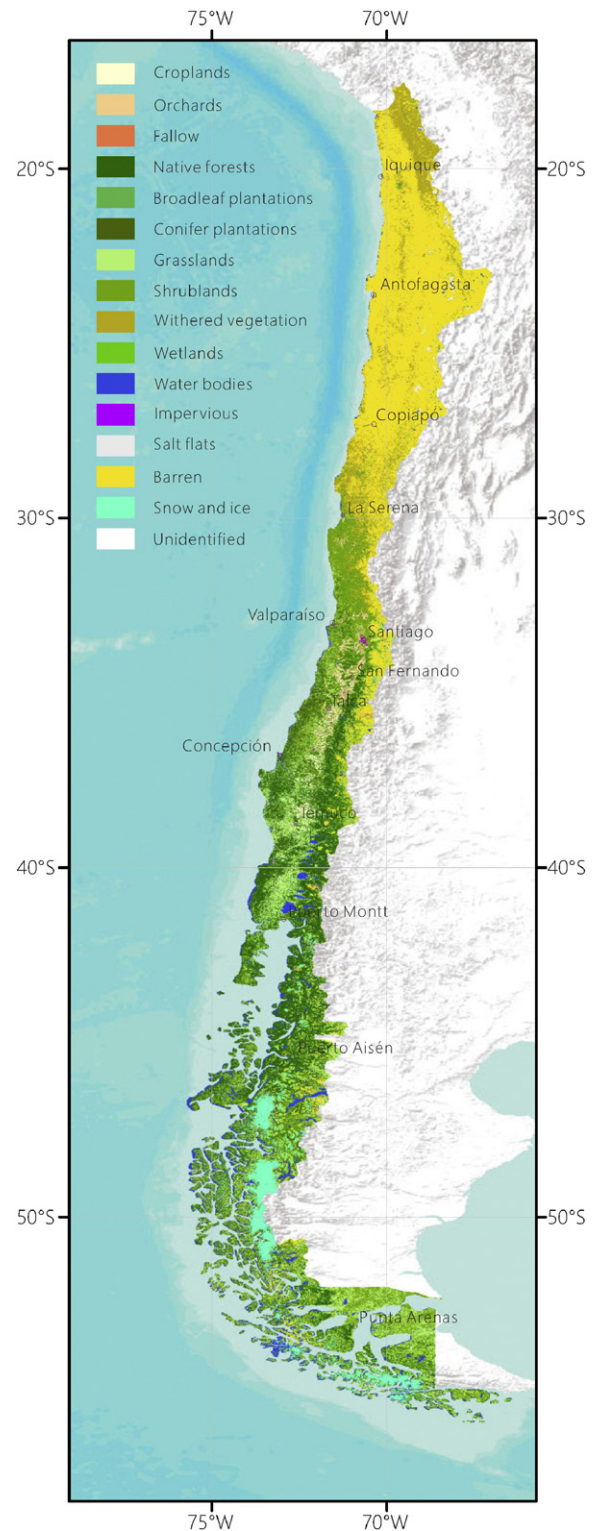 75°W 70°W
Croplands
Orchards
Fallow
Native forests
Broadleaf plantations
Conifer plantations
Grasslands
Shrublands
Withered vegetation
Wetlands
Water bodies
Impervious
Salt flats
Barren
Snow and ice
Unidentified
20°S 20°S
Iquique
Antofagasta
Copiapó
La Serena
30°S 30°S
Valparaíso
Santiago
San Fernando
Talca
Concepción
Temuco
40°S 40°S
Puerto Montt
Puerto Aisén
50°S 50°S
Punta Arenas
75°W 70°W